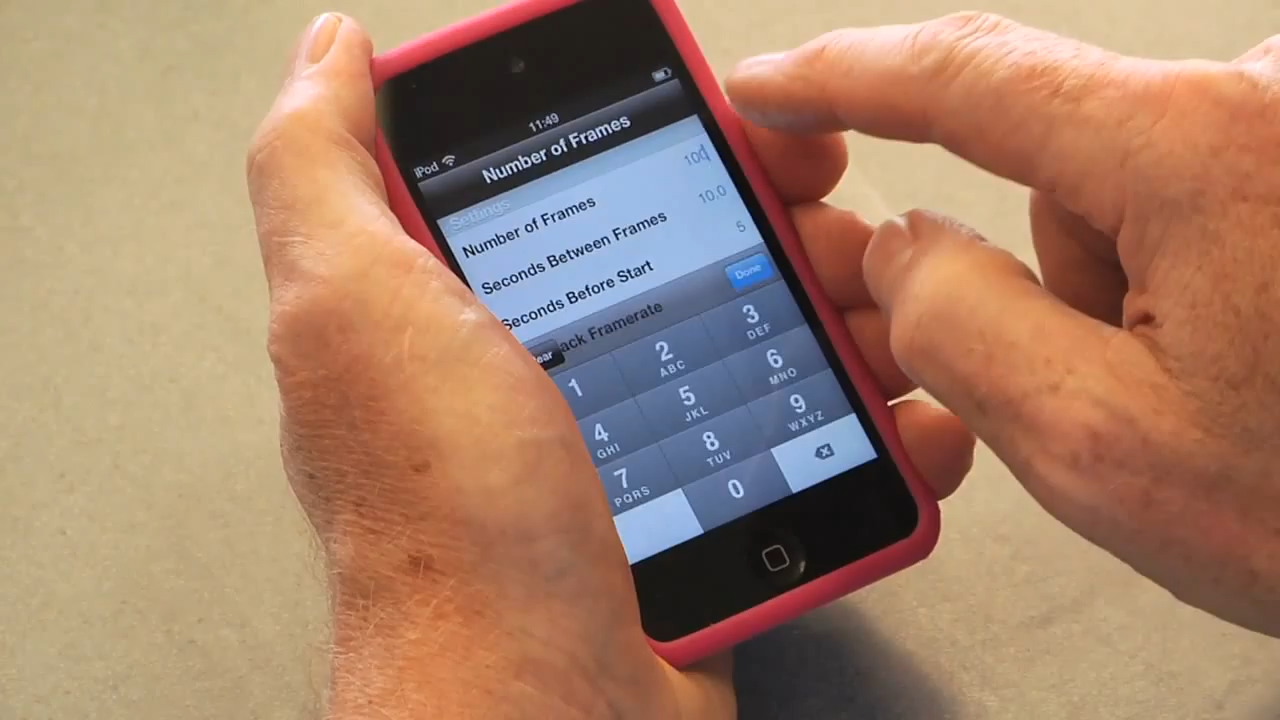 iPod 11:49
Number of Frames
Settings
Number of Frames 100
Seconds Between Frames 10.0
Seconds Before Start 5
ack Framerate
ear Done
1 2 ABC 3 DEF
4 GHI 5 JKL 6 MNO
7 PQRS 8 TUV 9 WXYZ
0